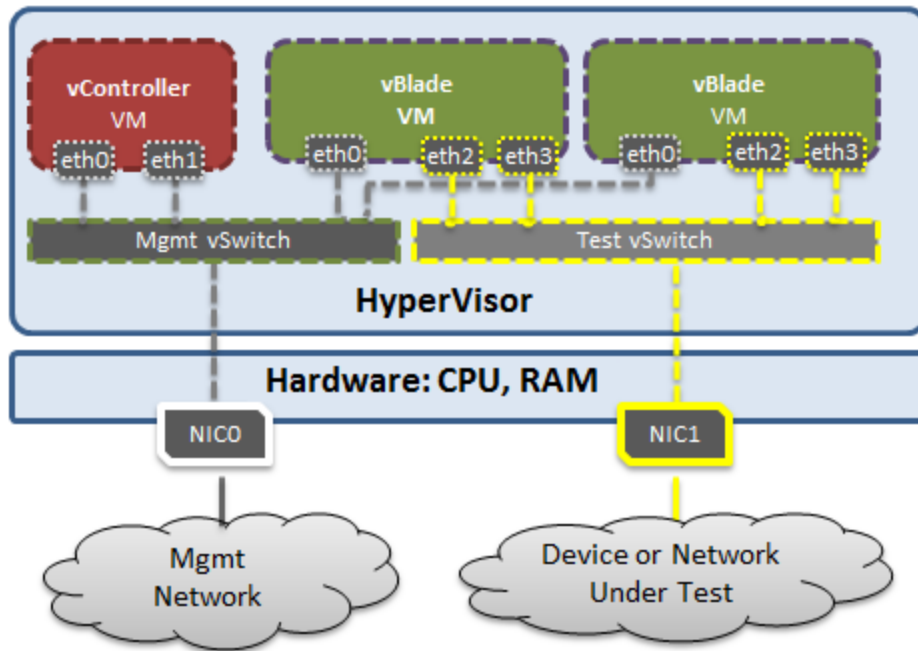 vController
VM
vBlade
VM
vBlade
VM
eth0
eth1
eth0
eth2
eth3
eth0
eth2
eth3
Mgmt vSwitch
Test vSwitch
HyperVisor
Hardware: CPU, RAM
NIC0
NIC1
Mgmt
Network
Device or Network
Under Test